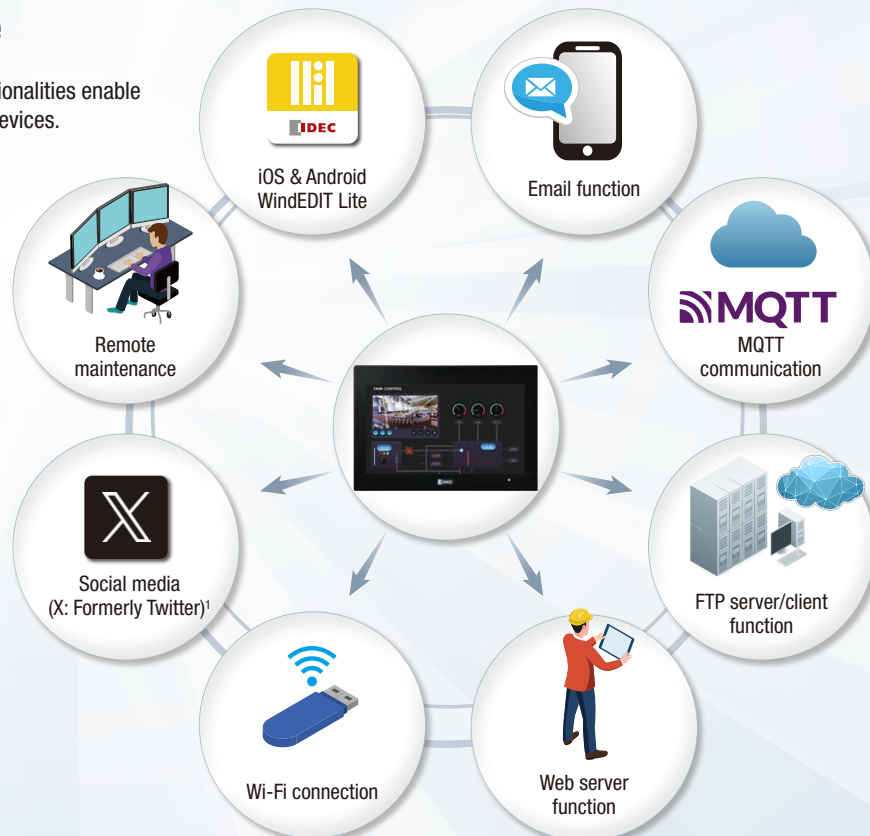 ionalities enable
evices.
IDEC
iOS & Android
WindEDIT Lite
Email function
Remote
maintenance
MQTT
MQTT
communication
TANK CONTROL
IDEC
Social media
(X: Formerly Twitter)¹
FTP server/client
function
Wi-Fi connection
Web server
function